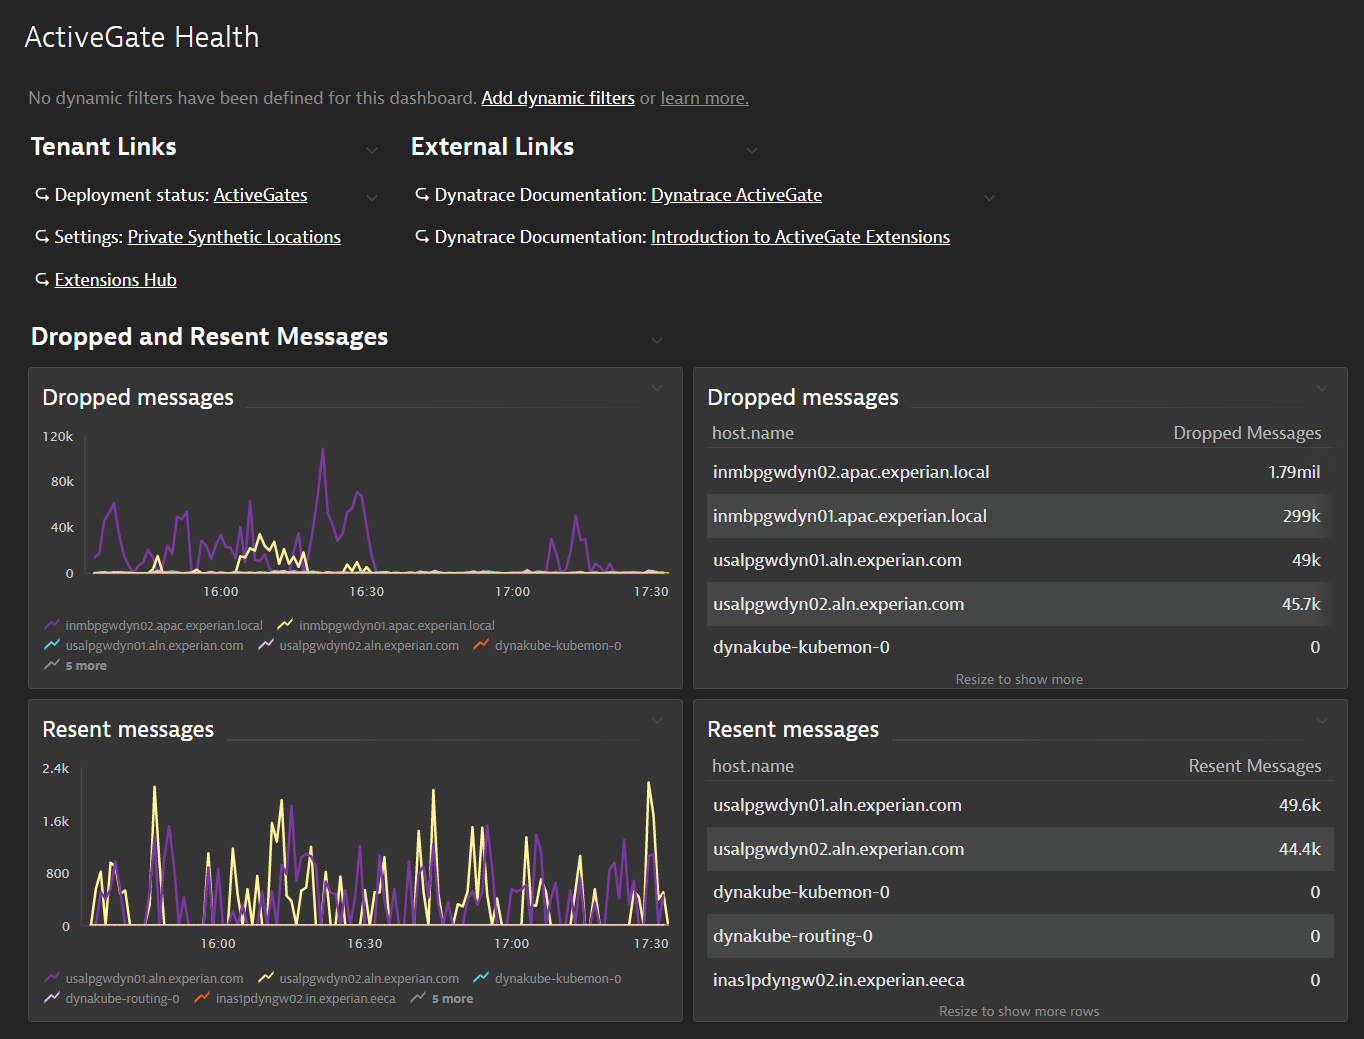 ActiveGate Health
No dynamic filters have been defined for this dashboard. Add dynamic filters or learn more.
Tenant Links
External Links
Deployment status: ActiveGates
Dynatrace Documentation: Dynatrace ActiveGate
Settings: Private Synthetic Locations
Dynatrace Documentation: Introduction to ActiveGate Extensions
Extensions Hub
Dropped and Resent Messages
Dropped messages
120k
80k
40k
0
16:00 16:30 17:00 17:30
inmbpgwdyn02.apac.experian.local inmbpgwdyn01.apac.experian.local
usalpgwdyn01.aln.experian.com usalpgwdyn02.aln.experian.com dynakube-kubemon-0
5 more
Dropped messages
host.name Dropped Messages
inmbpgwdyn02.apac.experian.local 1.79mil
inmbpgwdyn01.apac.experian.local 299k
usalpgwdyn01.aln.experian.com 49k
usalpgwdyn02.aln.experian.com 45.7k
dynakube-kubemon-0 0
Resize to show more
Resent messages
2.4k
1.6k
800
0
16:00 16:30 17:00 17:30
usalpgwdyn01.aln.experian.com usalpgwdyn02.aln.experian.com dynakube-kubemon-0
dynakube-routing-0 inas1pdyngw02.in.experian.eeca 5 more
Resent messages
host.name Resent Messages
usalpgwdyn01.aln.experian.com 49.6k
usalpgwdyn02.aln.experian.com 44.4k
dynakube-kubemon-0 0
dynakube-routing-0 0
inas1pdyngw02.in.experian.eeca 0
Resize to show more rows